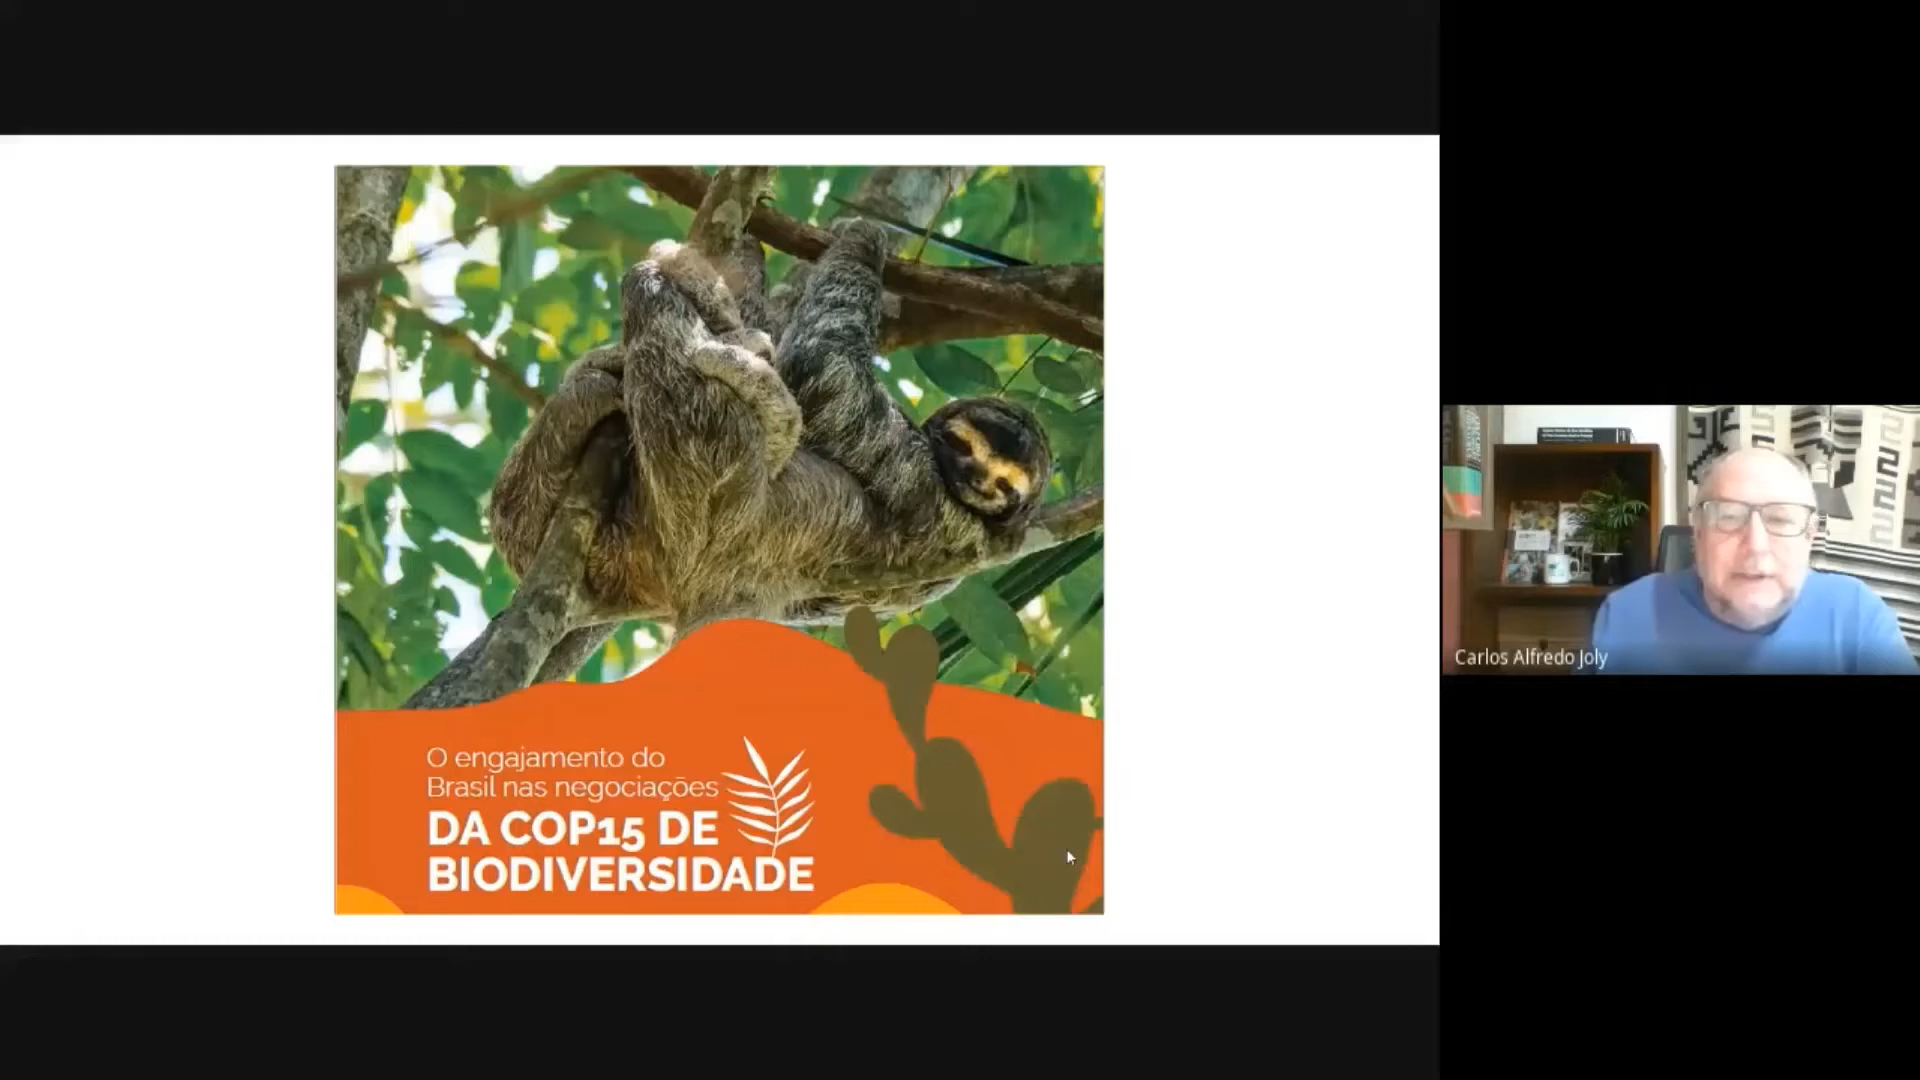 O engajamento do
Brasil nas negociações
DA COP15 DE
BIODIVERSIDADE
Carlos Alfredo Joly